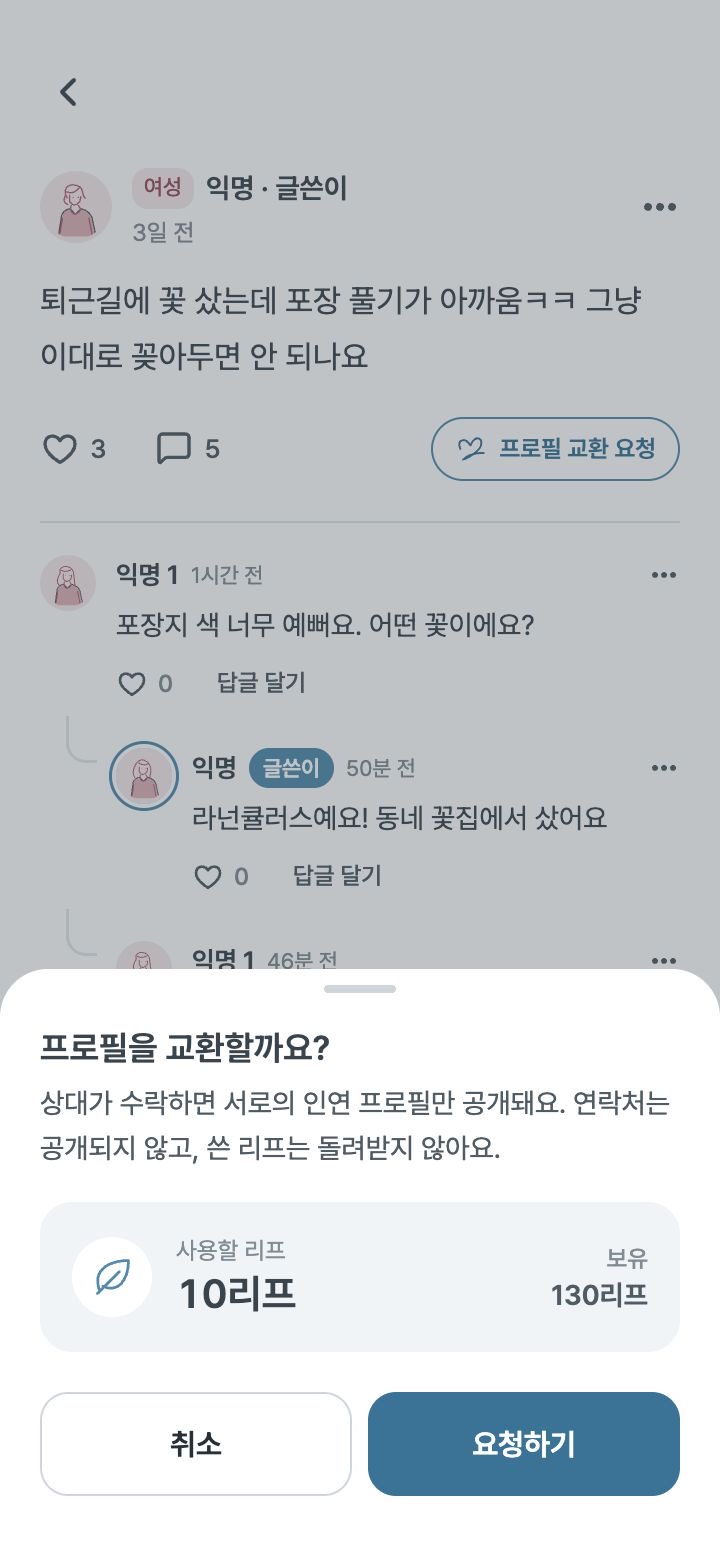 여성 익명 · 글쓴이
3일 전
퇴근길에 꽃 샀는데 포장 풀기가 아까움ㅋㅋ 그냥
이대로 꽂아두면 안 되나요
3 5 프로필 교환 요청
익명 1 1시간 전
포장지 색 너무 예뻐요. 어떤 꽃이에요?
0 답글 달기
익명 글쓴이 50분 전
라넌큘러스예요! 동네 꽃집에서 샀어요
0 답글 달기
익명 1 46분 전
프로필을 교환할까요?
상대가 수락하면 서로의 인연 프로필만 공개돼요. 연락처는
공개되지 않고, 쓴 리프는 돌려받지 않아요.
사용할 리프
10리프
보유
130리프
취소 요청하기